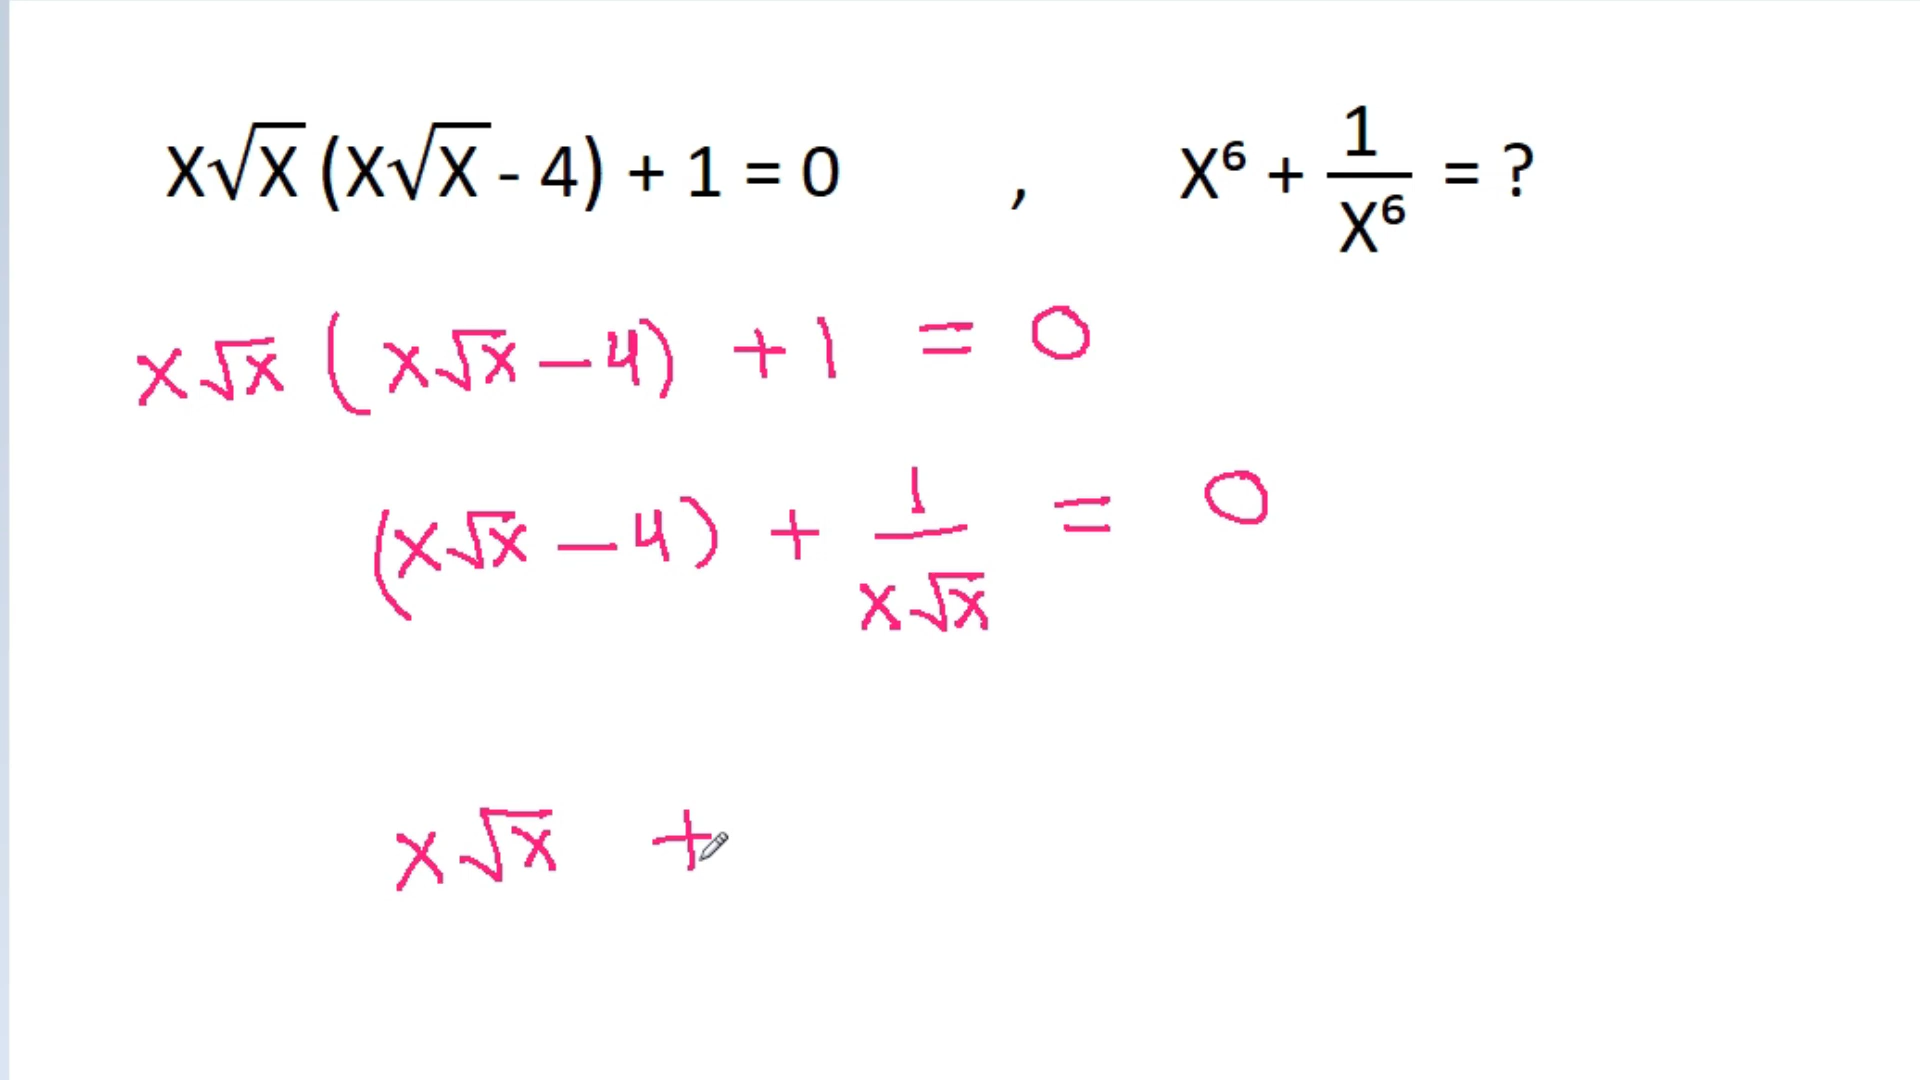 X√X (X√X - 4) + 1 = 0 , X⁶ + 1/X⁶ = ?
x√x (x√x - 4) + 1 = 0
(x√x - 4) + 1/x√x = 0
x√x +